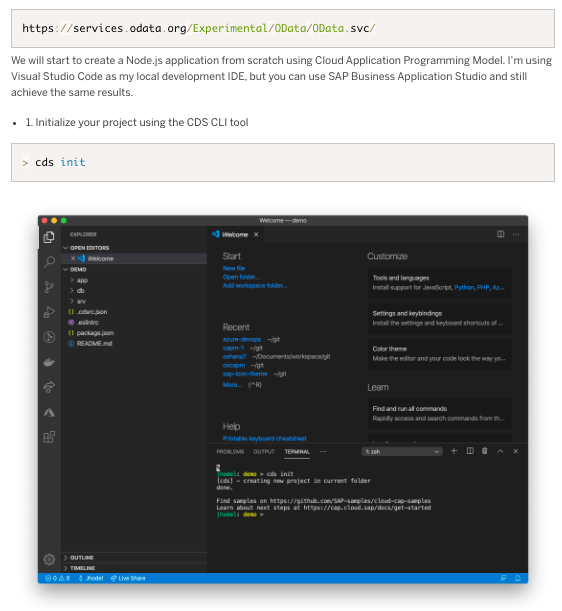 https://services.odata.org/Experimental/OData/OData.svc/
We will start to create a Node.js application from scratch using Cloud Application Programming Model. I'm using
Visual Studio Code as my local development IDE, but you can use SAP Business Application Studio and still
achieve the same results.
• 1. Initialize your project using the CDS CLI tool
> cds init
Welcome — demo
EXPLORER
OPEN EDITORS
Welcome
DEMO
app
db
srv
.cdsrc.json
.eslintrc
package.json
README.md
OUTLINE
TIMELINE
Welcome
Start
New file
Open folder...
Add workspace folder...
Recent
azure-devops ~/git
capm-1 ~/git
oshana7 ~/Documents/workspace/git
oscapm ~/git
sap-icon-theme ~/git
More... (^R)
Help
Printable keyboard cheatsheet
Customize
Tools and languages
Install support for JavaScript, Python, PHP, Az...
Settings and keybindings
Install the settings and keyboard shortcuts of ...
Color theme
Make the editor and your code look the way yo...
Learn
Find and run all commands
Rapidly access and search commands from th...
PROBLEMS OUTPUT TERMINAL ... 1: zsh
jhodel: demo > cds init
[cds] - creating new project in current folder
done.
Find samples on https://github.com/SAP-samples/cloud-cap-samples
Learn about next steps at https://cap.cloud.sap/docs/get-started
jhodel: demo >
0 0 Jhodel Live Share